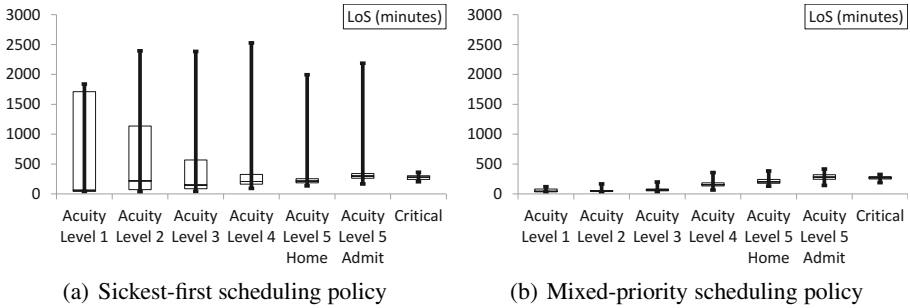 LoS (minutes)
3000
2500
2000
1500
1000
500
0
Acuity Level 1
Acuity Level 2
Acuity Level 3
Acuity Level 4
Acuity Level 5 Home
Acuity Level 5 Admit
Critical
(a) Sickest-first scheduling policy
LoS (minutes)
3000
2500
2000
1500
1000
500
0
Acuity Level 1
Acuity Level 2
Acuity Level 3
Acuity Level 4
Acuity Level 5 Home
Acuity Level 5 Admit
Critical
(b) Mixed-priority scheduling policy